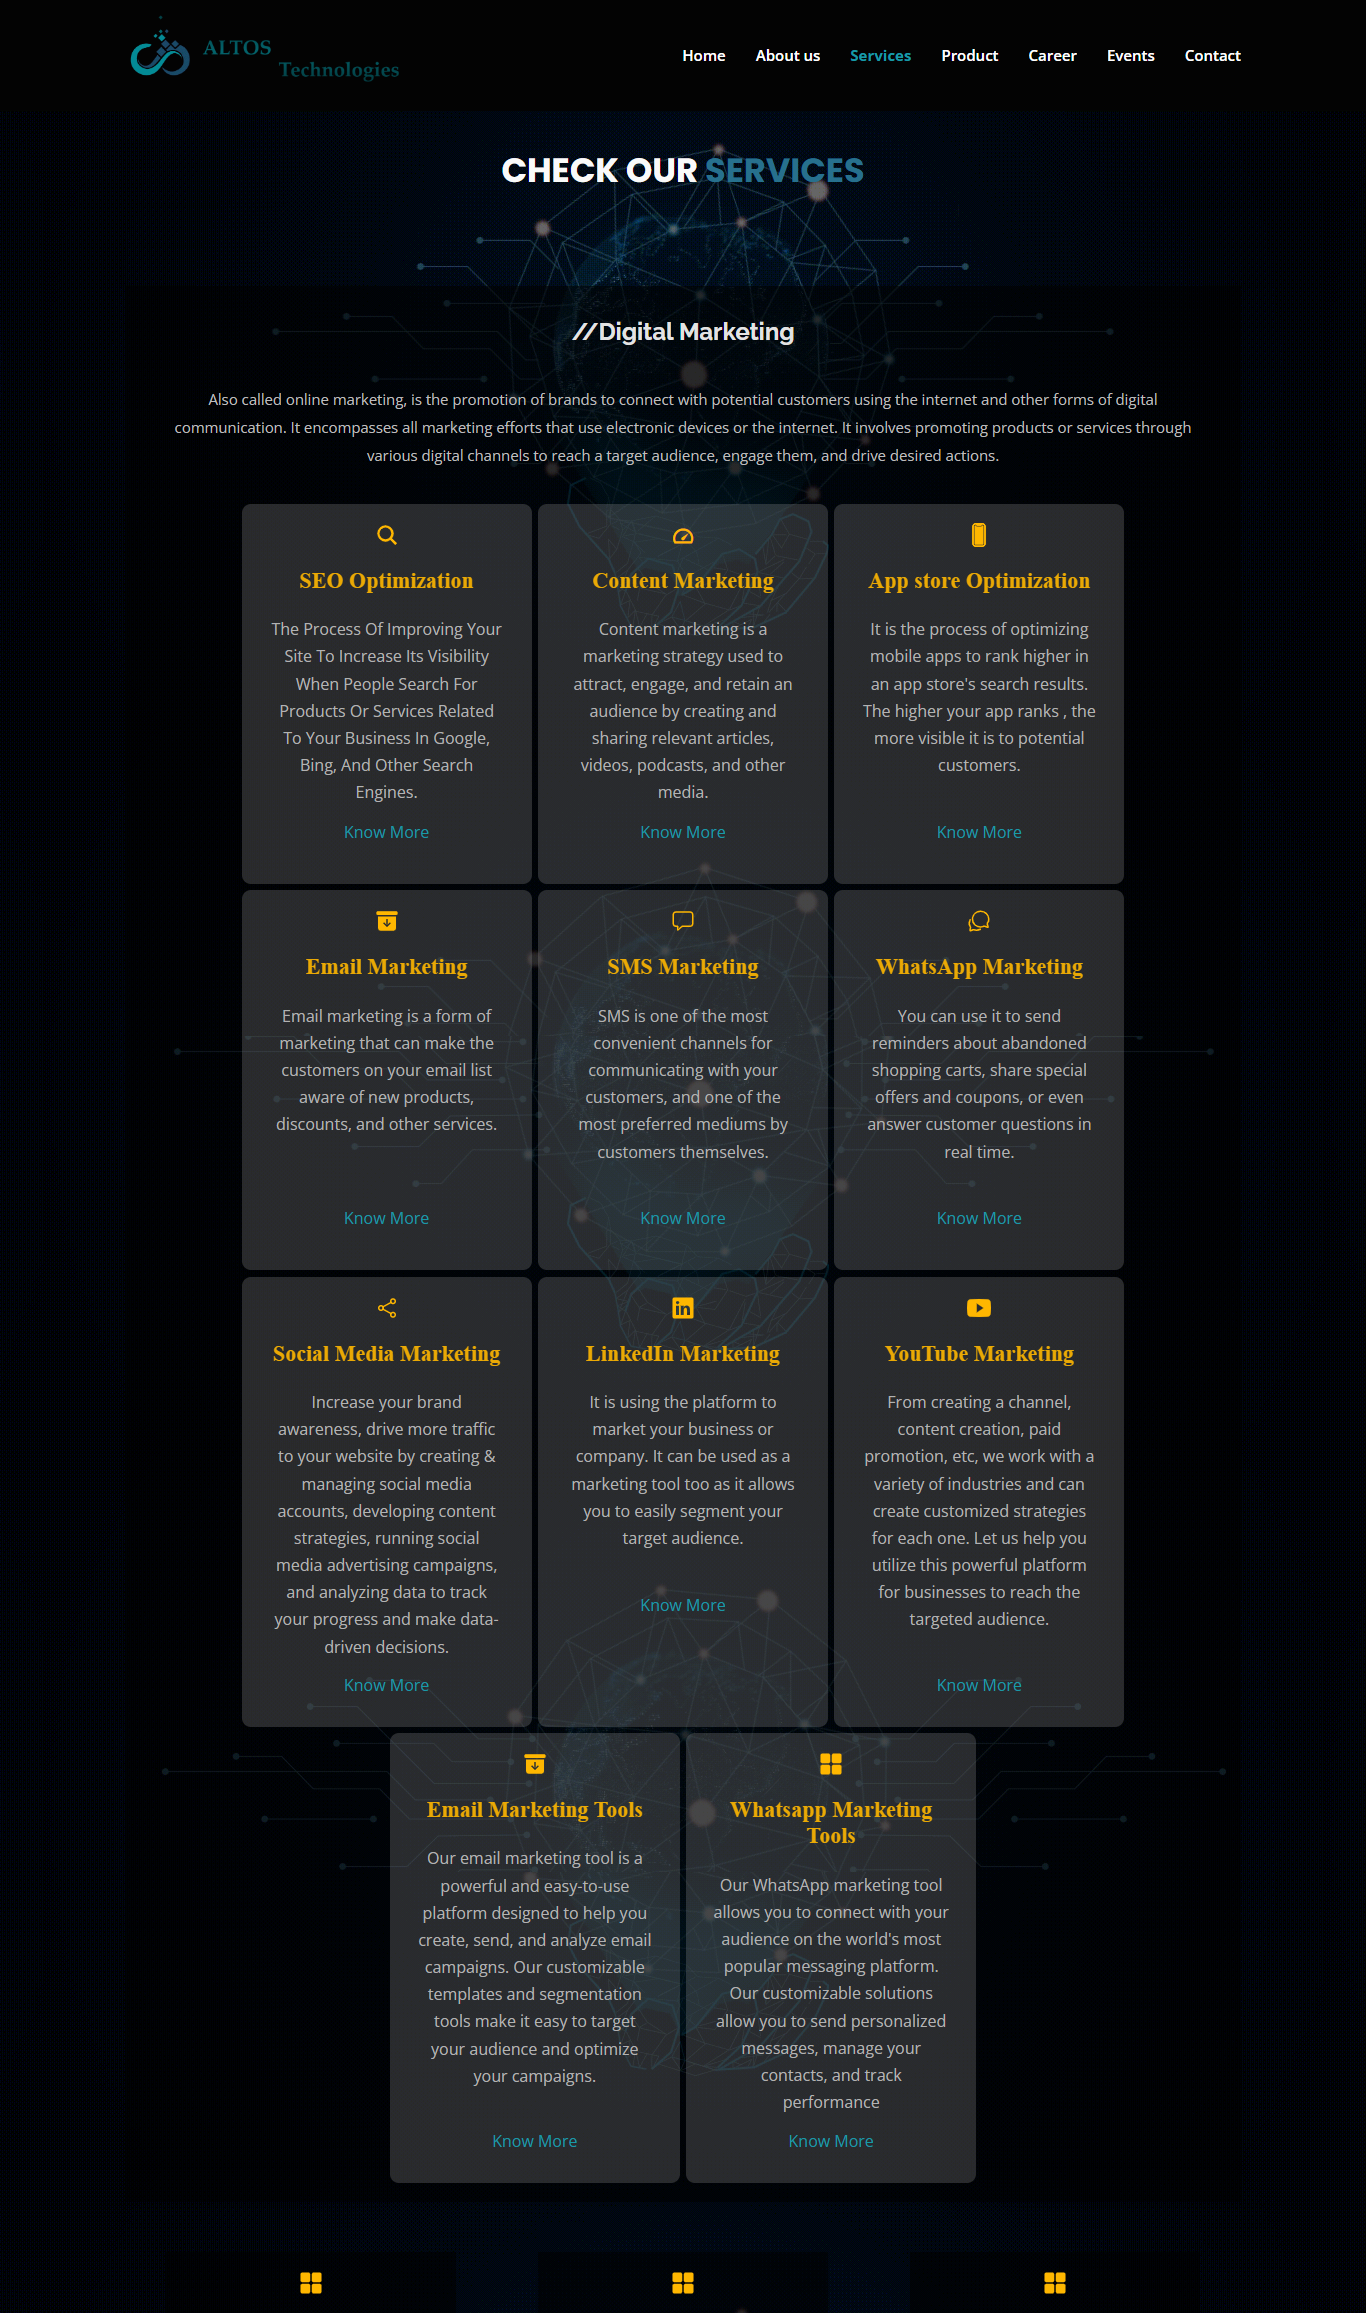 ALTOS
Technologies
Home About us Services Product Career Events Contact
CHECK OUR SERVICES
//Digital Marketing
Also called online marketing, is the promotion of brands to connect with potential customers using the internet and other forms of digital
communication. It encompasses all marketing efforts that use electronic devices or the internet. It involves promoting products or services through
various digital channels to reach a target audience, engage them, and drive desired actions.
SEO Optimization
The Process Of Improving Your
Site To Increase Its Visibility
When People Search For
Products Or Services Related
To Your Business In Google,
Bing, And Other Search
Engines.
Know More
Content Marketing
Content marketing is a
marketing strategy used to
attract, engage, and retain an
audience by creating and
sharing relevant articles,
videos, podcasts, and other
media.
Know More
App store Optimization
It is the process of optimizing
mobile apps to rank higher in
an app store's search results.
The higher your app ranks , the
more visible it is to potential
customers.
Know More
Email Marketing
Email marketing is a form of
marketing that can make the
customers on your email list
aware of new products,
discounts, and other services.
Know More
SMS Marketing
SMS is one of the most
convenient channels for
communicating with your
customers, and one of the
most preferred mediums by
customers themselves.
Know More
WhatsApp Marketing
You can use it to send
reminders about abandoned
shopping carts, share special
offers and coupons, or even
answer customer questions in
real time.
Know More
Social Media Marketing
Increase your brand
awareness, drive more traffic
to your website by creating &
managing social media
accounts, developing content
strategies, running social
media advertising campaigns,
and analyzing data to track
your progress and make data-
driven decisions.
Know More
LinkedIn Marketing
It is using the platform to
market your business or
company. It can be used as a
marketing tool too as it allows
you to easily segment your
target audience.
Know More
YouTube Marketing
From creating a channel,
content creation, paid
promotion, etc, we work with a
variety of industries and can
create customized strategies
for each one. Let us help you
utilize this powerful platform
for businesses to reach the
targeted audience.
Know More
Email Marketing Tools
Our email marketing tool is a
powerful and easy-to-use
platform designed to help you
create, send, and analyze email
campaigns. Our customizable
templates and segmentation
tools make it easy to target
your audience and optimize
your campaigns.
Know More
Whatsapp Marketing
Tools
Our WhatsApp marketing tool
allows you to connect with your
audience on the world's most
popular messaging platform.
Our customizable solutions
allow you to send personalized
messages, manage your
contacts, and track
performance
Know More